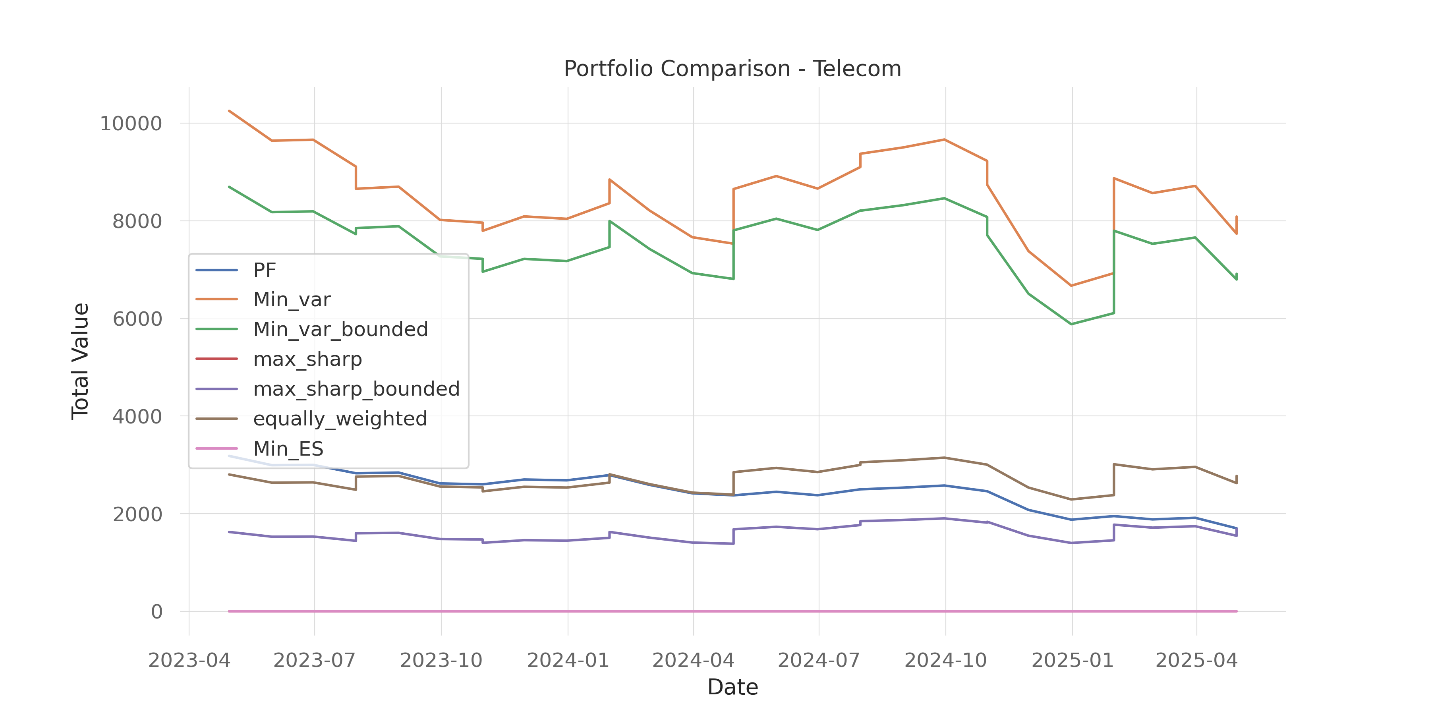 Portfolio Comparison - Telecom
Total Value
10000
8000
6000
4000
2000
0
PF
Min_var
Min_var_bounded
max_sharp
max_sharp_bounded
equally_weighted
Min_ES
2023-04 2023-07 2023-10 2024-01 2024-04 2024-07 2024-10 2025-01 2025-04
Date